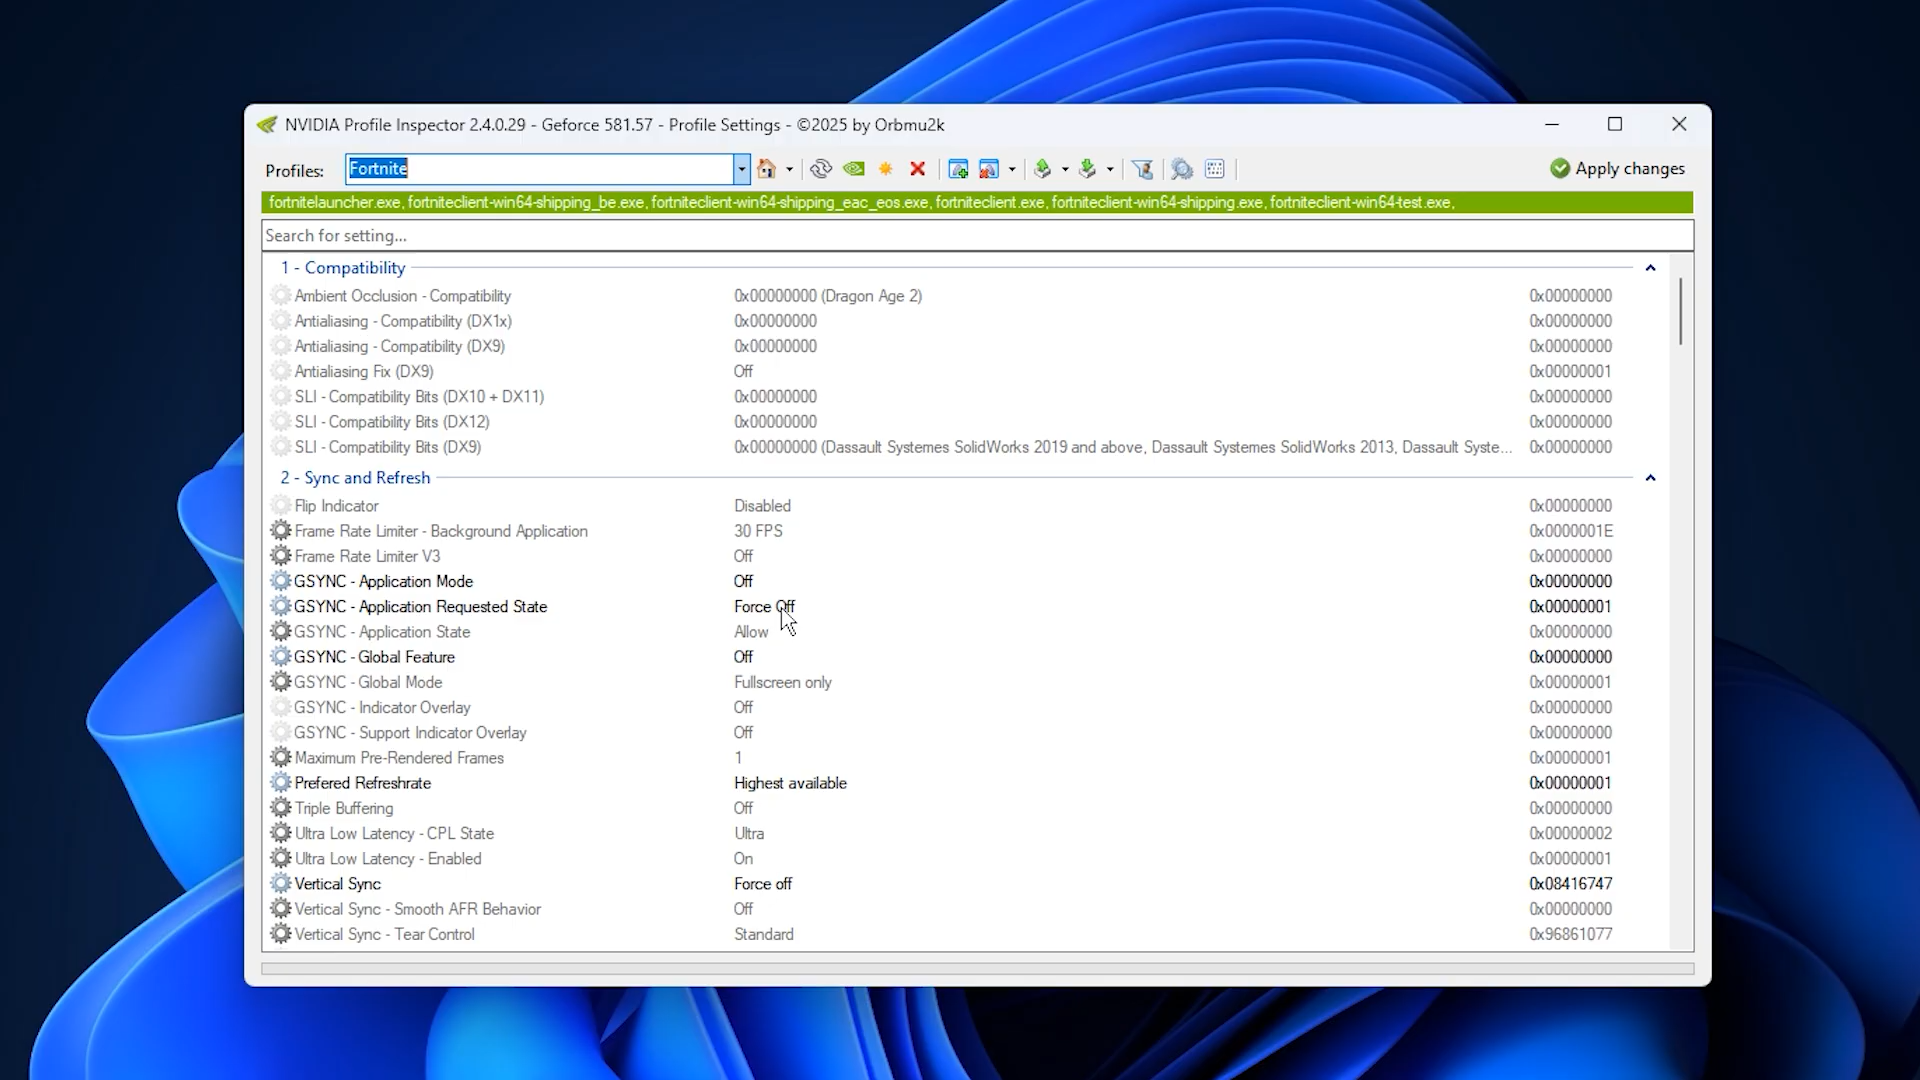 NVIDIA Profile Inspector 2.4.0.29 - Geforce 581.57 - Profile Settings - ©2025 by Orbmu2k
Profiles: Fortnite Apply changes
fortnitelauncher.exe, fortniteclient-win64-shipping_be.exe, fortniteclient-win64-shipping_eac_eos.exe, fortniteclient.exe, fortniteclient-win64-shipping.exe, fortniteclient-win64-test.exe,
Search for setting...
1 - Compatibility
Ambient Occlusion - Compatibility 0x00000000 (Dragon Age 2) 0x00000000
Antialiasing - Compatibility (DX1x) 0x00000000 0x00000000
Antialiasing - Compatibility (DX9) 0x00000000 0x00000000
Antialiasing Fix (DX9) Off 0x00000001
SLI - Compatibility Bits (DX10 + DX11) 0x00000000 0x00000000
SLI - Compatibility Bits (DX12) 0x00000000 0x00000000
SLI - Compatibility Bits (DX9) 0x00000000 (Dassault Systemes SolidWorks 2019 and above, Dassault Systemes SolidWorks 2013, Dassault Syste... 0x00000000
2 - Sync and Refresh
Flip Indicator Disabled 0x00000000
Frame Rate Limiter - Background Application 30 FPS 0x0000001E
Frame Rate Limiter V3 Off 0x00000000
GSYNC - Application Mode Off 0x00000000
GSYNC - Application Requested State Force Off 0x00000001
GSYNC - Application State Allow 0x00000000
GSYNC - Global Feature Off 0x00000000
GSYNC - Global Mode Fullscreen only 0x00000001
GSYNC - Indicator Overlay Off 0x00000000
GSYNC - Support Indicator Overlay Off 0x00000000
Maximum Pre-Rendered Frames 1 0x00000001
Prefered Refreshrate Highest available 0x00000001
Triple Buffering Off 0x00000000
Ultra Low Latency - CPL State Ultra 0x00000002
Ultra Low Latency - Enabled On 0x00000001
Vertical Sync Force off 0x08416747
Vertical Sync - Smooth AFR Behavior Off 0x00000000
Vertical Sync - Tear Control Standard 0x96861077